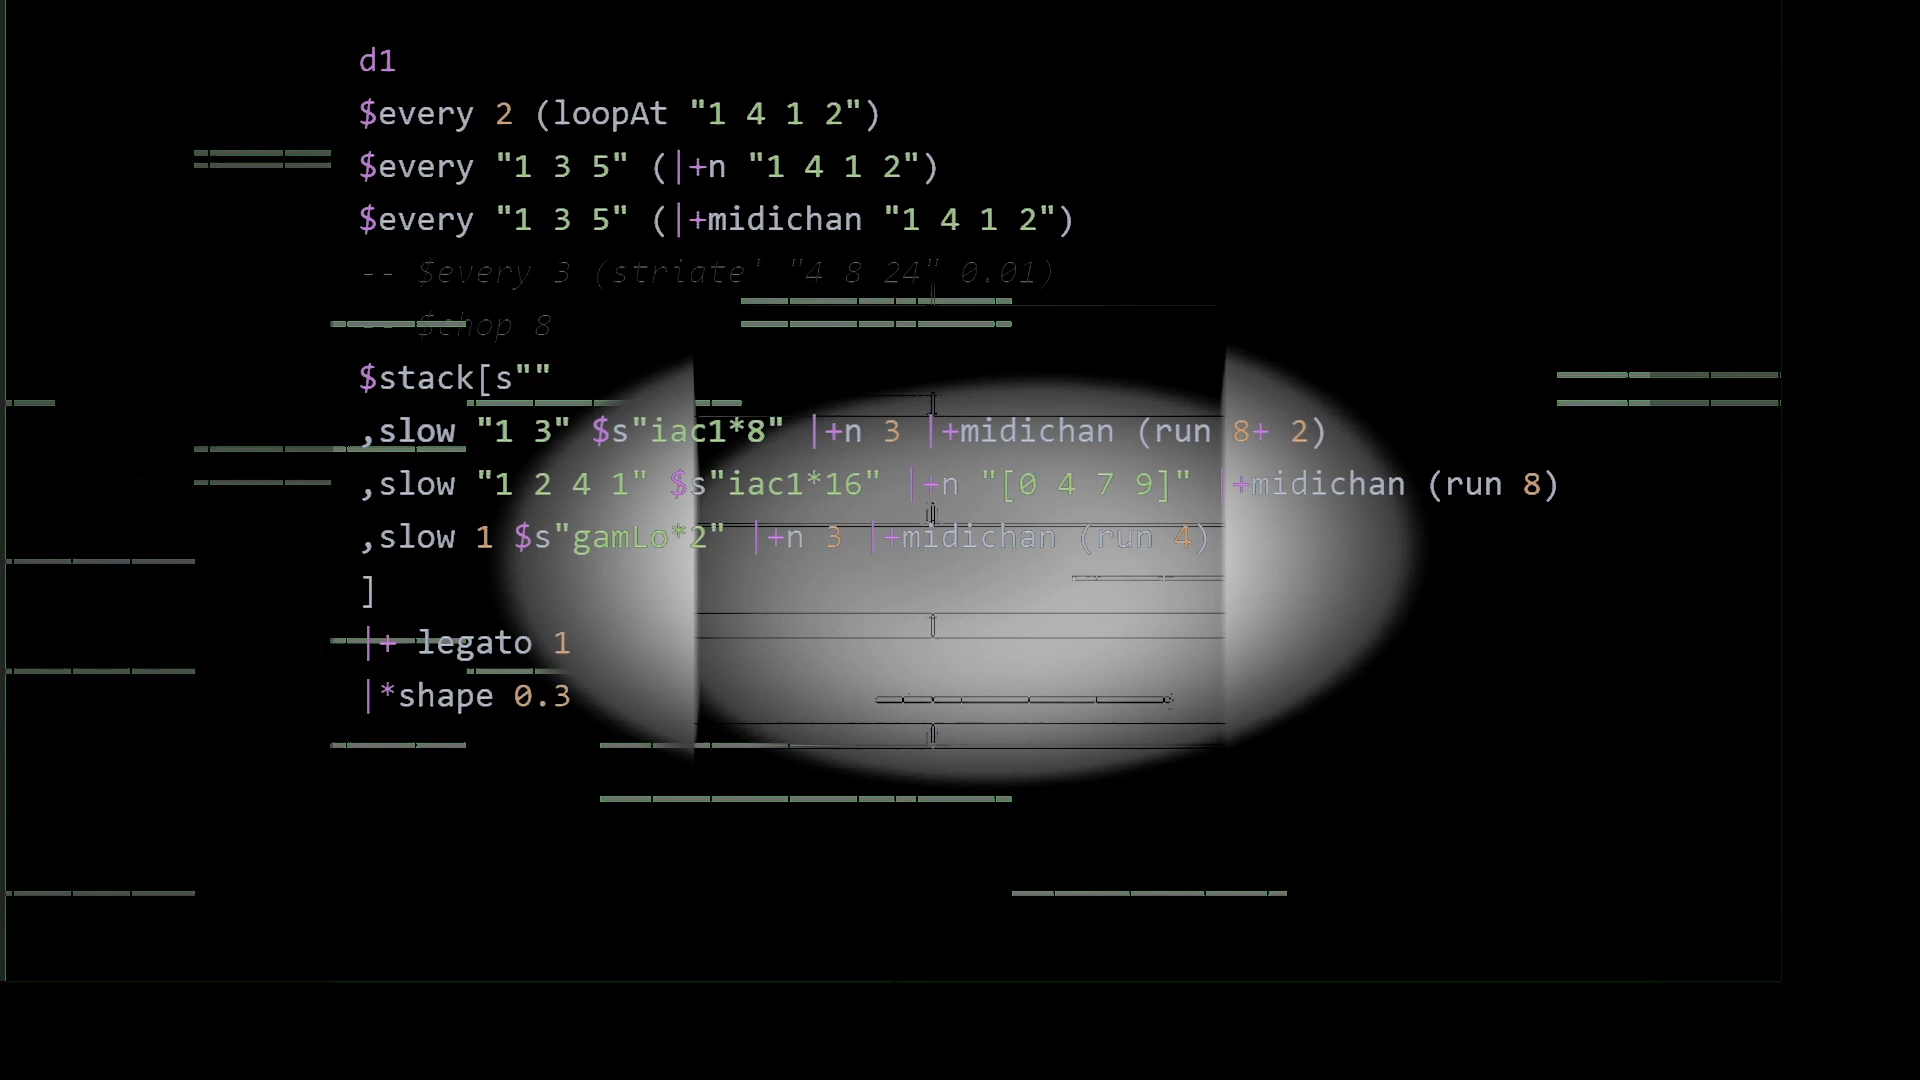 d1
$every 2 (loopAt "1 4 1 2")
$every "1 3 5" (|+n "1 4 1 2")
$every "1 3 5" (|+midichan "1 4 1 2")
-- $every 3 (striate' "4 8 24" 0.01)
-- $chop 8
$stack[s""
,slow "1 3" $s"iac1*8" |+n 3 |+midichan (run 8+ 2)
,slow "1 2 4 1" $s"iac1*16" |+n "[0 4 7 9]" |+midichan (run 8)
,slow 1 $s"gamLo*2" |+n 3 |+midichan (run 4)
]
|+ legato 1
|*shape 0.3